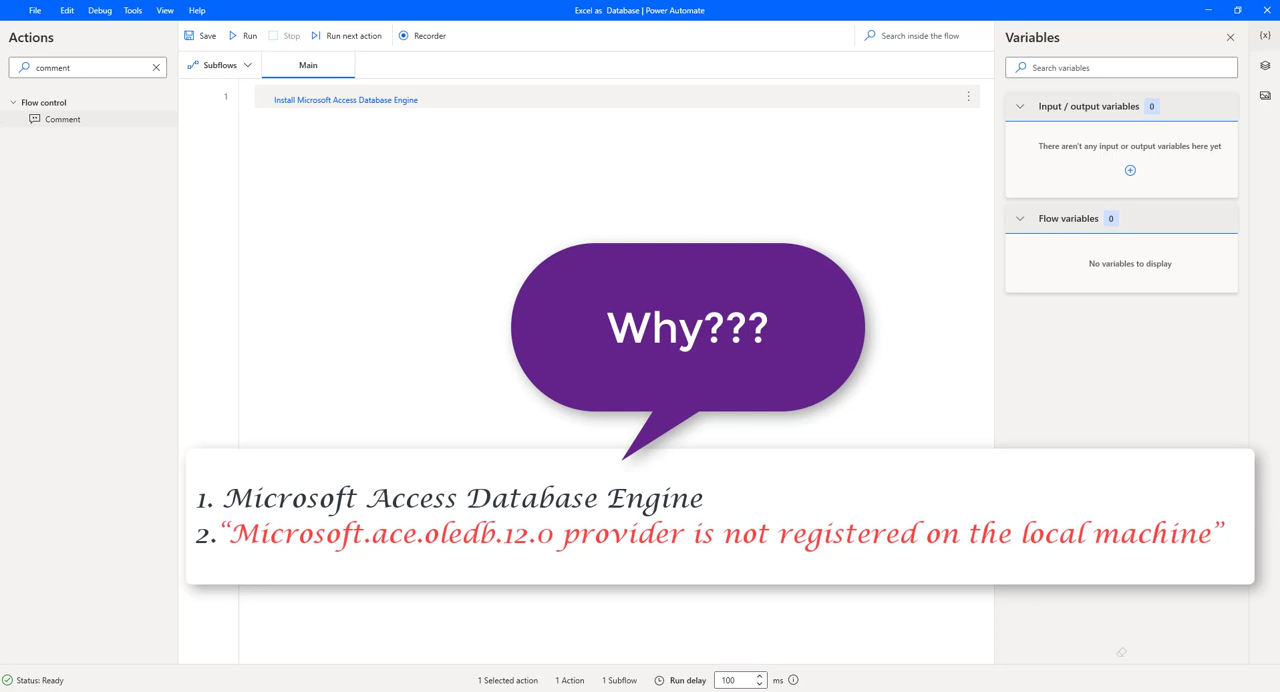 File Edit Debug Tools View Help
Excel as Database | Power Automate
Actions
comment
Flow control
Comment
Save Run Stop Run next action Recorder
Search inside the flow
Subflows Main
1 Install Microsoft Access Database Engine
Variables
Search variables
Input / output variables 0
There aren't any input or output variables here yet
Flow variables 0
No variables to display
{x}
Why???
1. Microsoft Access Database Engine
2.“Microsoft.ace.oledb.12.0 provider is not registered on the local machine”
Status: Ready
1 Selected action 1 Action 1 Subflow Run delay 100 ms